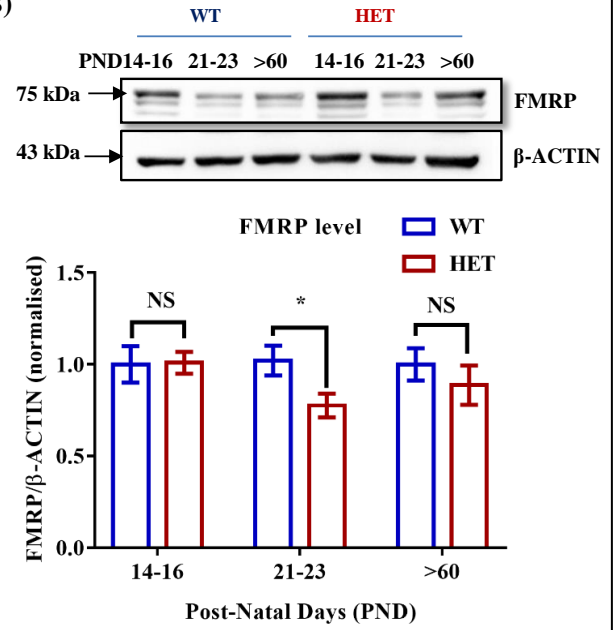 WT HET
PND14-16 21-23 >60 14-16 21-23 >60
75 kDa FMRP
43 kDa β-ACTIN
FMRP level
WT
HET
FMRP/β-ACTIN (normalised)
1.5
1.0
0.5
0.0
NS * NS
14-16 21-23 >60
Post-Natal Days (PND)